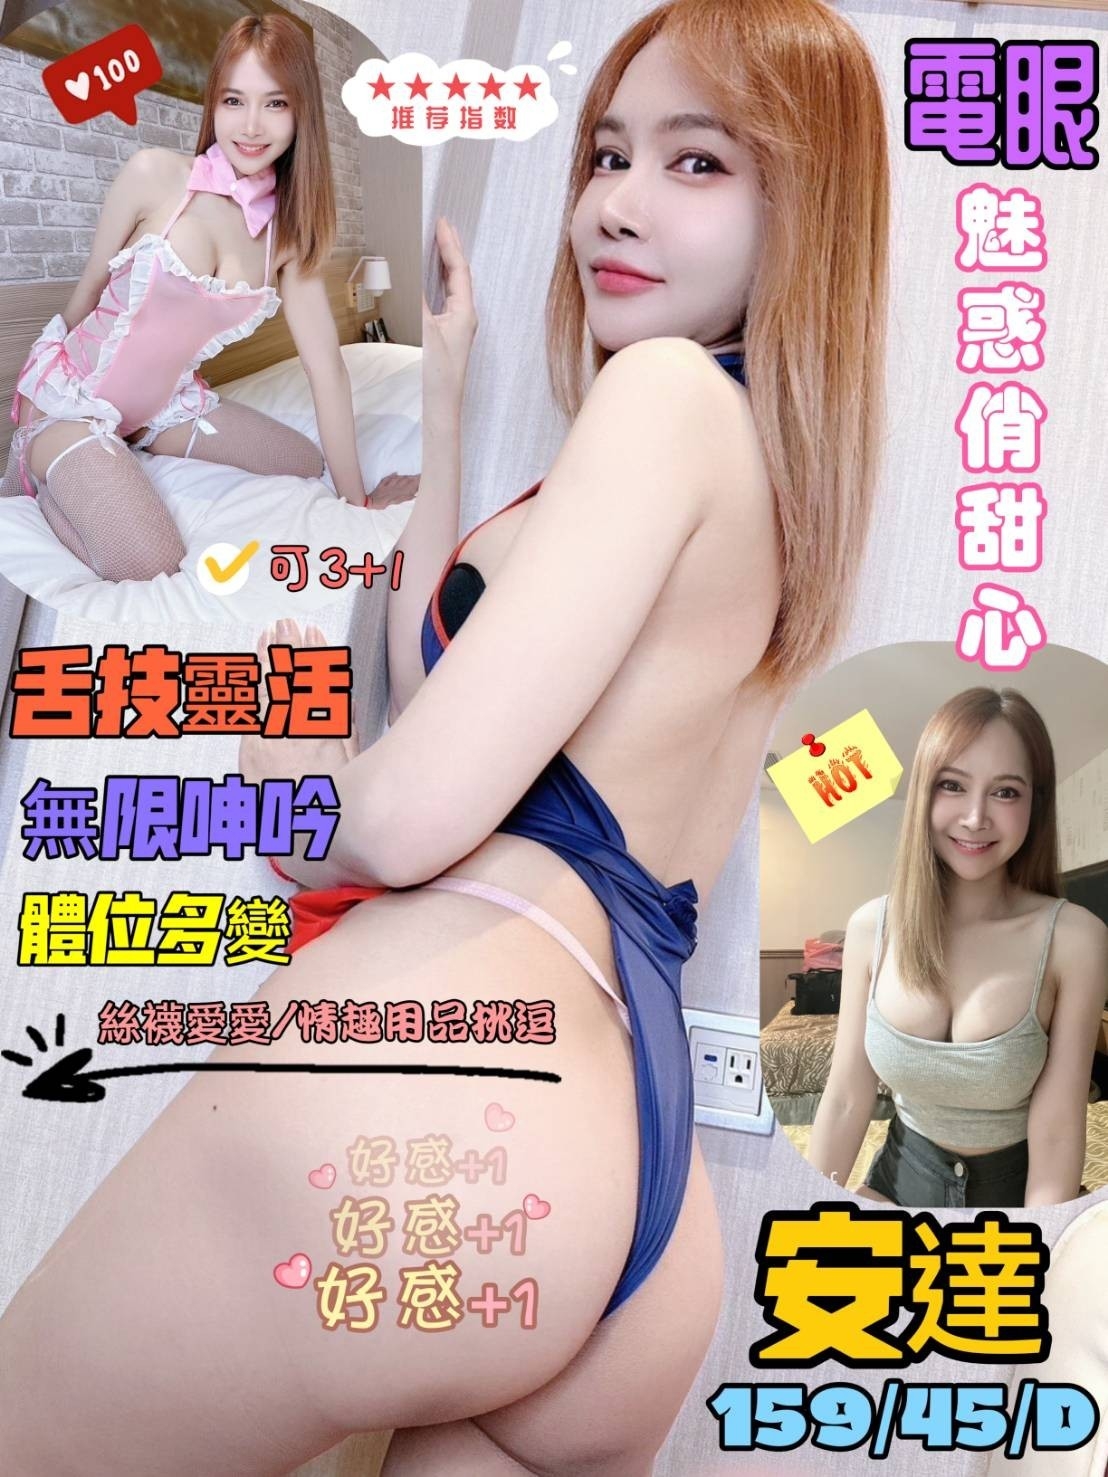 100
★★★★★
推荐指数
電眼
魅惑俏甜心
可3+1
舌技靈活
無限呻吟
體位多變
絲襪愛愛/情趣用品挑逗
HOT
好感+1
好感+1
好感+1
安達
159/45/D